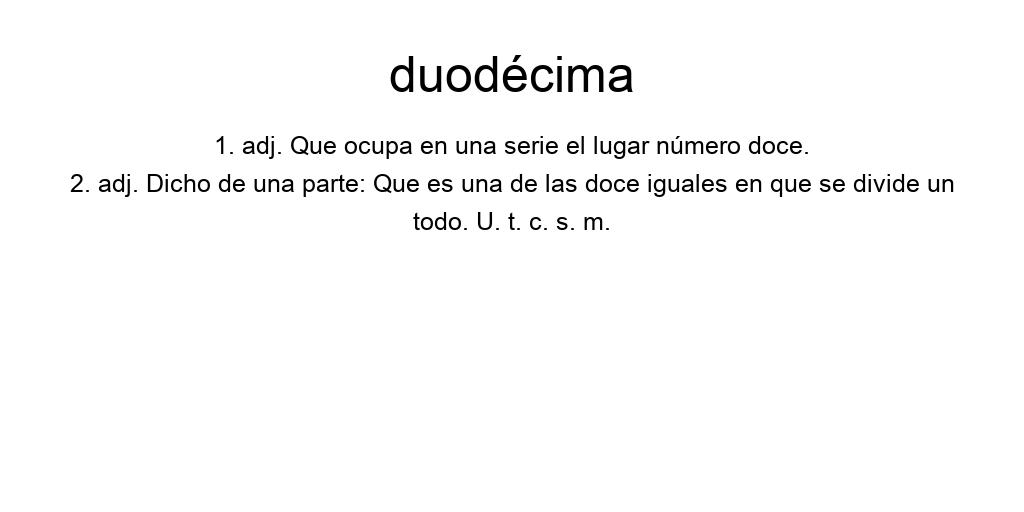 duodécima
1. adj. Que ocupa en una serie el lugar número doce.
2. adj. Dicho de una parte: Que es una de las doce iguales en que se divide un
todo. U. t. c. s. m.